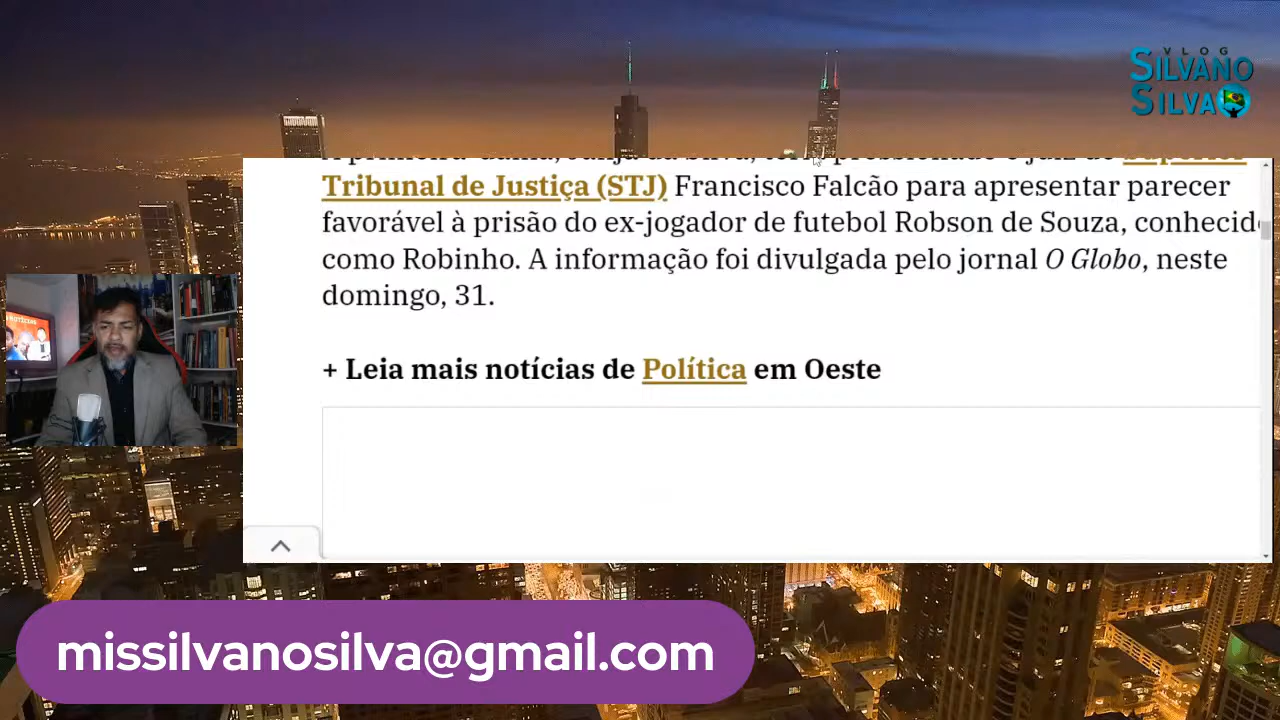 VLOG
SILVANO
SILVA
Tribunal de Justiça (STJ) Francisco Falcão para apresentar parecer
favorável à prisão do ex-jogador de futebol Robson de Souza, conhecid
como Robinho. A informação foi divulgada pelo jornal O Globo, neste
domingo, 31.
+ Leia mais notícias de Política em Oeste
missilvanosilva@gmail.com